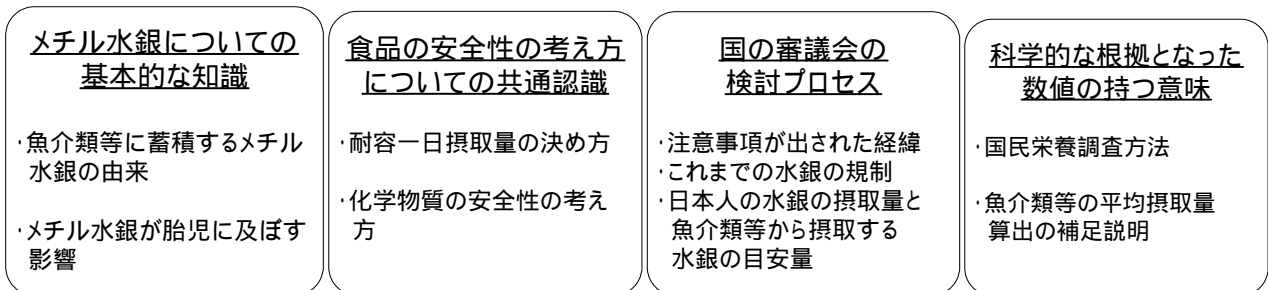 メチル水銀についての
基本的な知識
・魚介類等に蓄積するメチル
水銀の由来
・メチル水銀が胎児に及ぼす
影響
食品の安全性の考え方
についての共通認識
・耐容一日摂取量の決め方
・化学物質の安全性の考え
方
国の審議会の
検討プロセス
・注意事項が出された経緯
・これまでの水銀の規制
・日本人の水銀の摂取量と
魚介類等から摂取する
水銀の目安量
科学的な根拠となった
数値の持つ意味
・国民栄養調査方法
・魚介類等の平均摂取量
算出の補足説明